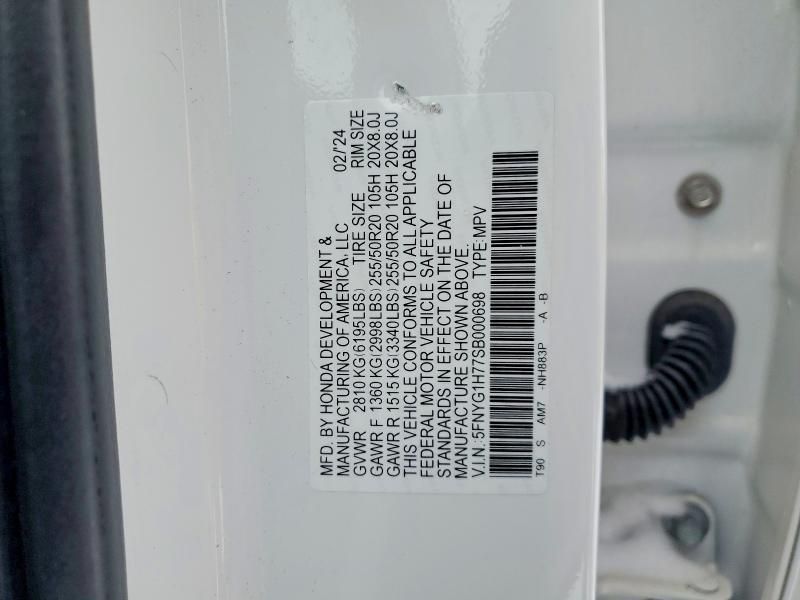 MFD. BY HONDA DEVELOPMENT & 02/'24
MANUFACTURING OF AMERICA, LLC
GVWR 2810 KG(6195LBS) TIRE SIZE RIM SIZE
GAWR F 1360 KG(2998LBS) 255/50R20 105H 20X8.0J
GAWR R 1515 KG(3340LBS) 255/50R20 105H 20X8.0J
THIS VEHICLE CONFORMS TO ALL APPLICABLE
FEDERAL MOTOR VEHICLE SAFETY
STANDARDS IN EFFECT ON THE DATE OF
MANUFACTURE SHOWN ABOVE.
V.I.N.: 5FNYG1H77SB000698 TYPE:MPV
T90 S AM7 -NH883P -A -B